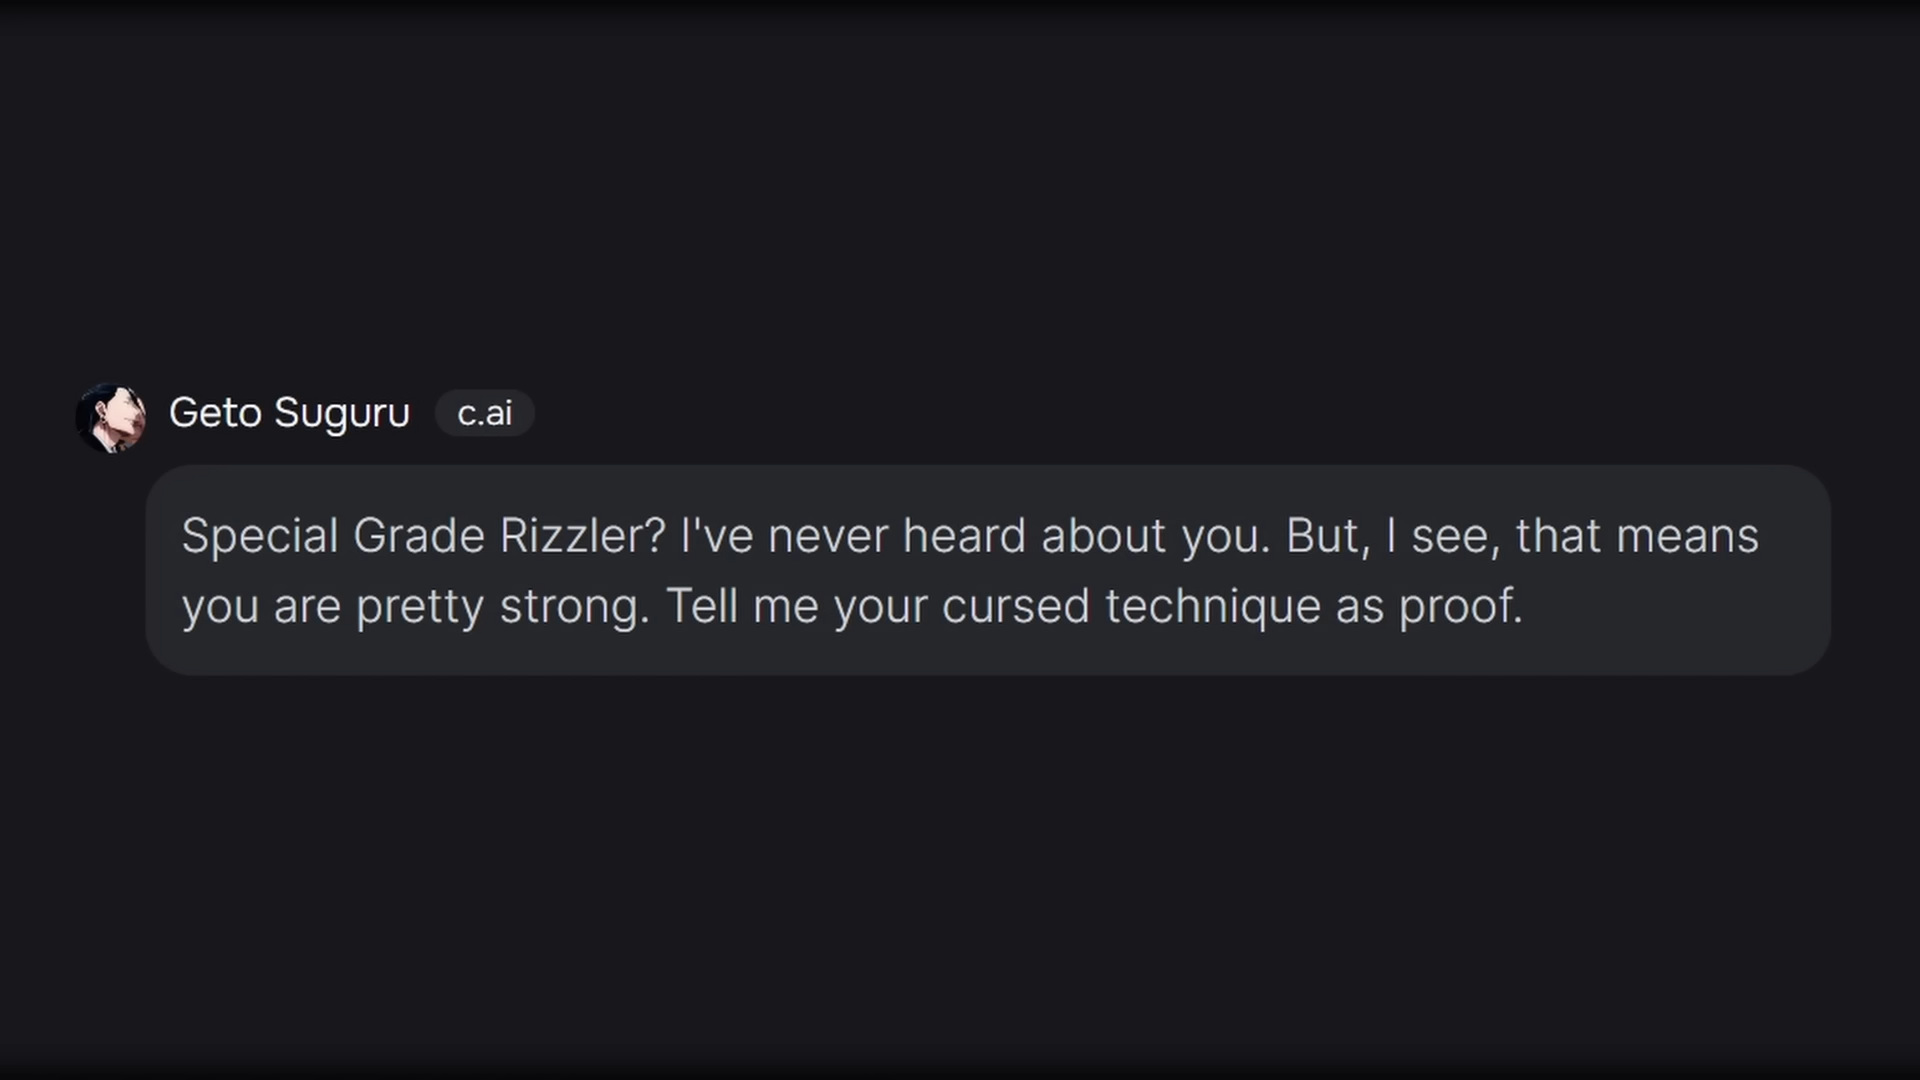 Geto Suguru c.ai
Special Grade Rizzler? I've never heard about you. But, I see, that means
you are pretty strong. Tell me your cursed technique as proof.